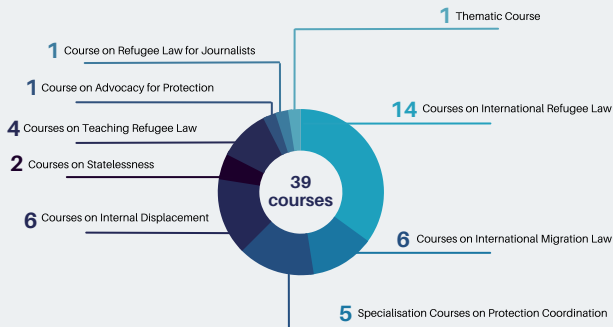 1 Thematic Course
1 Course on Refugee Law for Journalists
1 Course on Advocacy for Protection
14 Courses on International Refugee Law
4 Courses on Teaching Refugee Law
2 Courses on Statelessness
39
courses
6 Courses on Internal Displacement
6 Courses on International Migration Law
5 Specialisation Courses on Protection Coordination